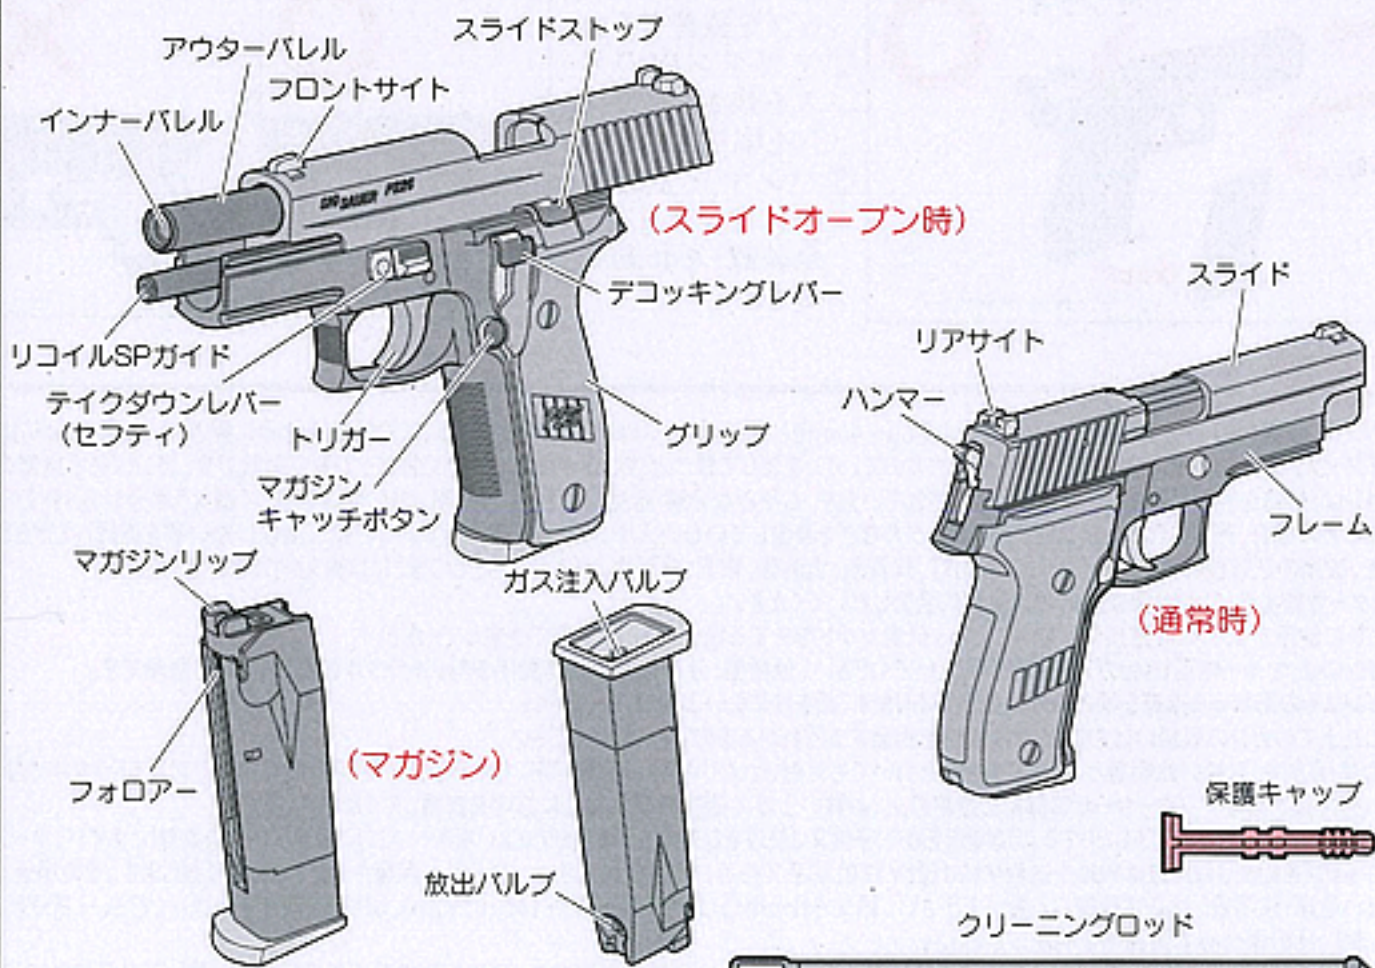 スライドストップ
アウターバレル
フロントサイト
インナーバレル
SIG SAUER P226
(スライドオープン時)
デコッキングレバー
スライド
リコイルSPガイド
リアサイト
テイクダウンレバー
(セフティ)
ハンマー
トリガー
グリップ
マガジン
キャッチボタン
フレーム
マガジンリップ
ガス注入バルブ
(通常時)
(マガジン)
フォロアー
保護キャップ
放出バルブ
クリーニングロッド